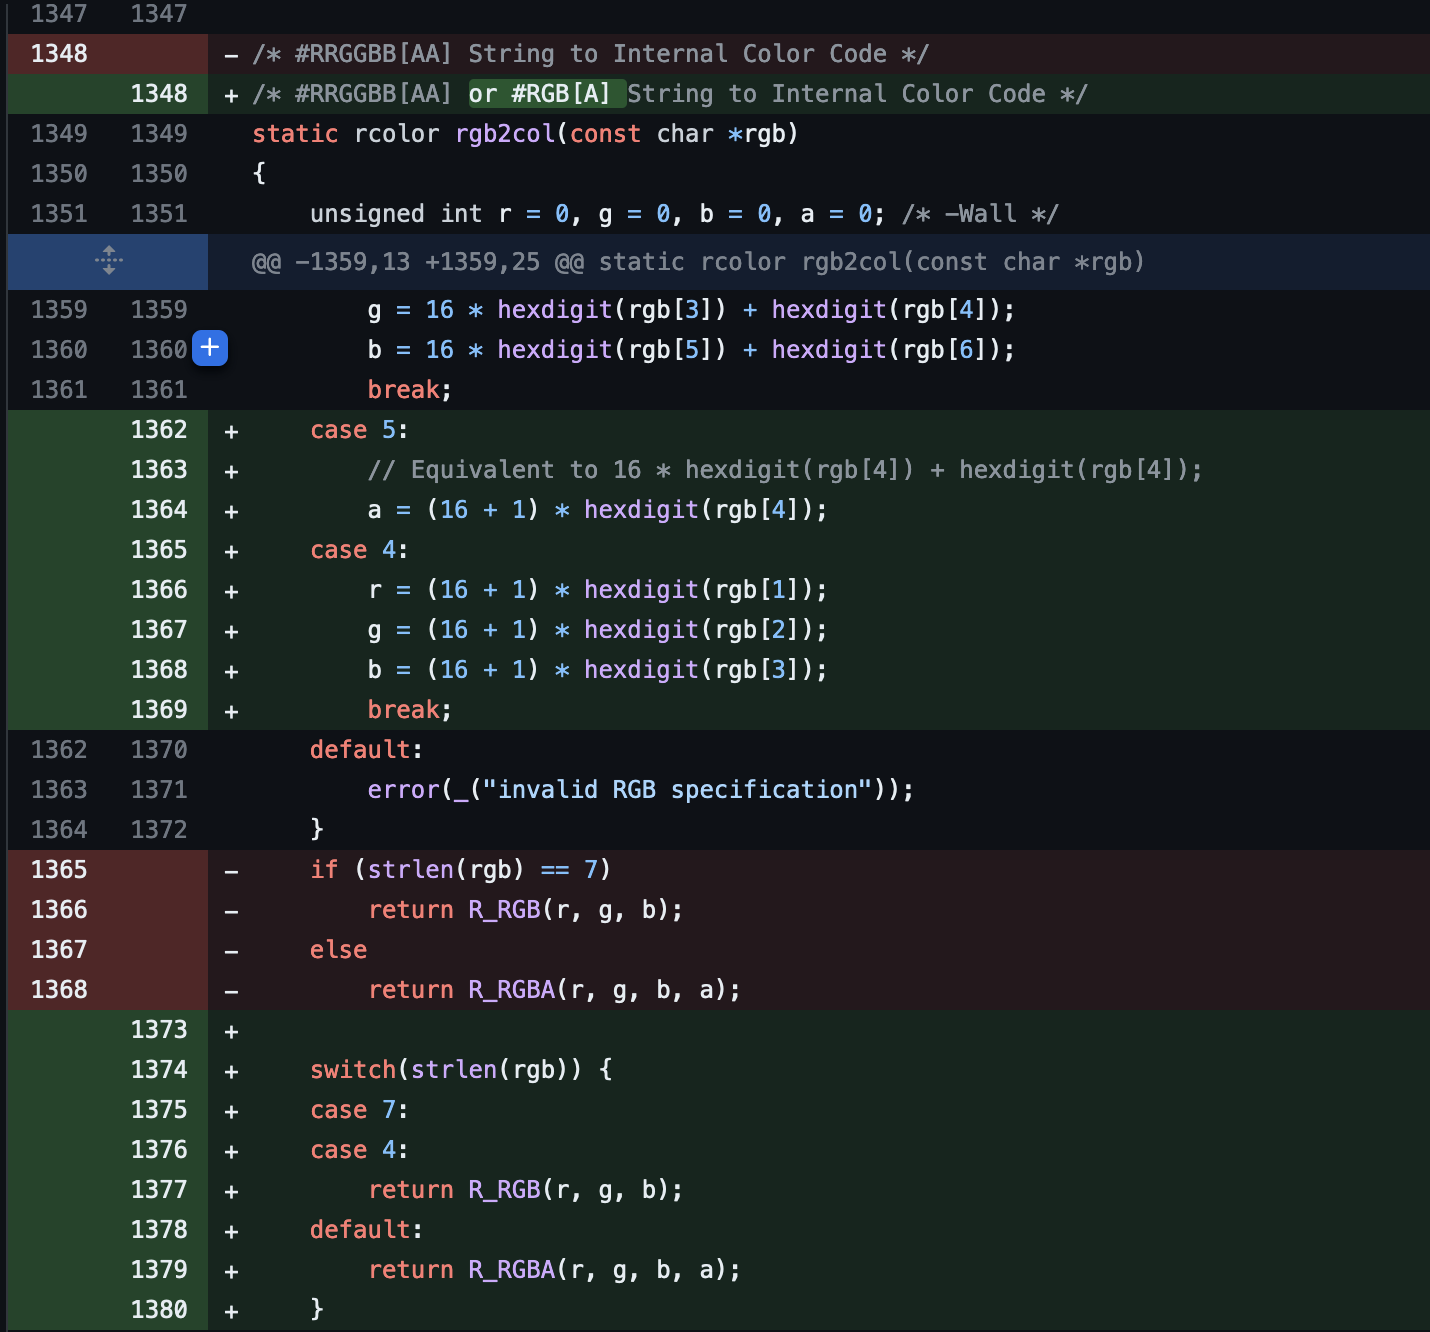 1347 1347
1348 - /* #RRGGBB[AA] String to Internal Color Code */
1348 + /* #RRGGBB[AA] or #RGB[A] String to Internal Color Code */
1349 1349 static rcolor rgb2col(const char *rgb)
1350 1350 {
1351 1351 unsigned int r = 0, g = 0, b = 0, a = 0; /* -Wall */
@@ -1359,13 +1359,25 @@ static rcolor rgb2col(const char *rgb)
1359 1359 g = 16 * hexdigit(rgb[3]) + hexdigit(rgb[4]);
1360 1360 + b = 16 * hexdigit(rgb[5]) + hexdigit(rgb[6]);
1361 1361 break;
1362 + case 5:
1363 + // Equivalent to 16 * hexdigit(rgb[4]) + hexdigit(rgb[4]);
1364 + a = (16 + 1) * hexdigit(rgb[4]);
1365 + case 4:
1366 + r = (16 + 1) * hexdigit(rgb[1]);
1367 + g = (16 + 1) * hexdigit(rgb[2]);
1368 + b = (16 + 1) * hexdigit(rgb[3]);
1369 + break;
1362 1370 default:
1363 1371 error(_("invalid RGB specification"));
1364 1372 }
1365 - if (strlen(rgb) == 7)
1366 - return R_RGB(r, g, b);
1367 - else
1368 - return R_RGBA(r, g, b, a);
1373 +
1374 + switch(strlen(rgb)) {
1375 + case 7:
1376 + case 4:
1377 + return R_RGB(r, g, b);
1378 + default:
1379 + return R_RGBA(r, g, b, a);
1380 + }